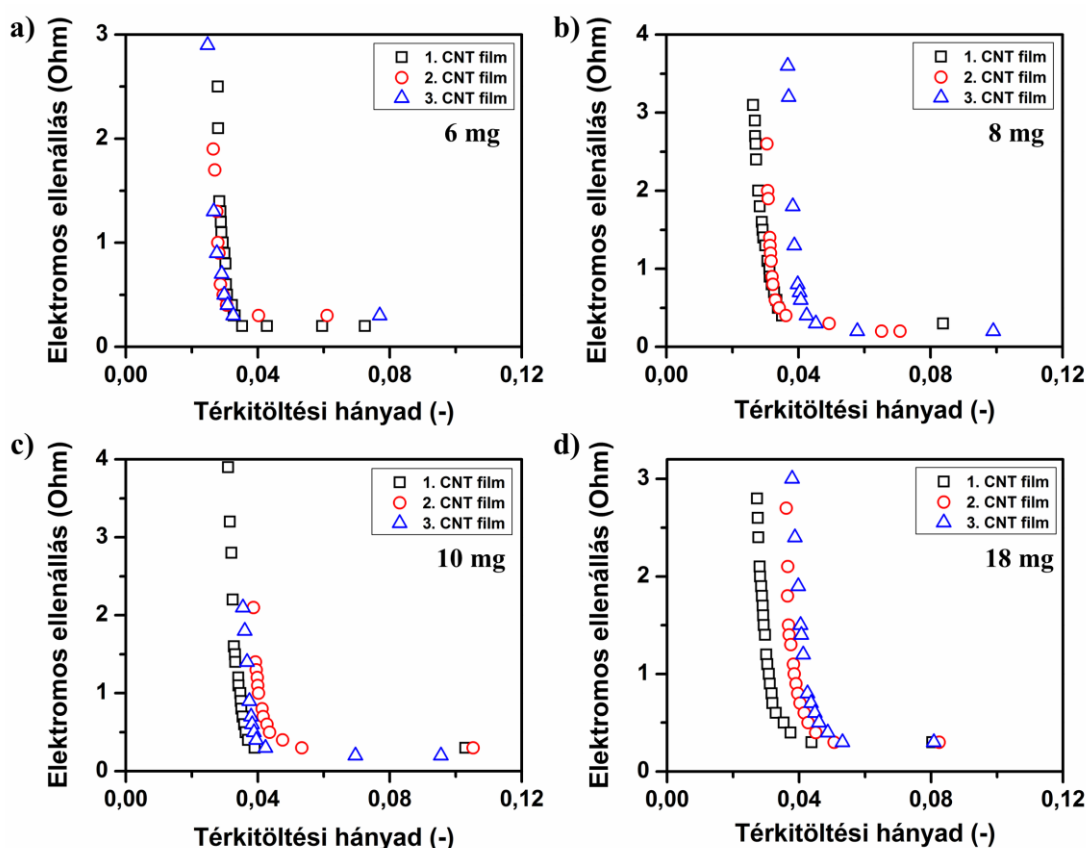 a)
Elektromos ellenállás (Ohm)
3
2
1
0
0,00
0,04
0,08
0,12
Térkitöltési hányad (-)
1. CNT film
2. CNT film
3. CNT film
6 mg
b)
Elektromos ellenállás (Ohm)
4
3
2
1
0
0,00
0,04
0,08
0,12
Térkitöltési hányad (-)
1. CNT film
2. CNT film
3. CNT film
8 mg
c)
Elektromos ellenállás (Ohm)
4
3
2
1
0
0,00
0,04
0,08
0,12
Térkitöltési hányad (-)
1. CNT film
2. CNT film
3. CNT film
10 mg
d)
Elektromos ellenállás (Ohm)
3
2
1
0
0,00
0,04
0,08
0,12
Térkitöltési hányad (-)
1. CNT film
2. CNT film
3. CNT film
18 mg